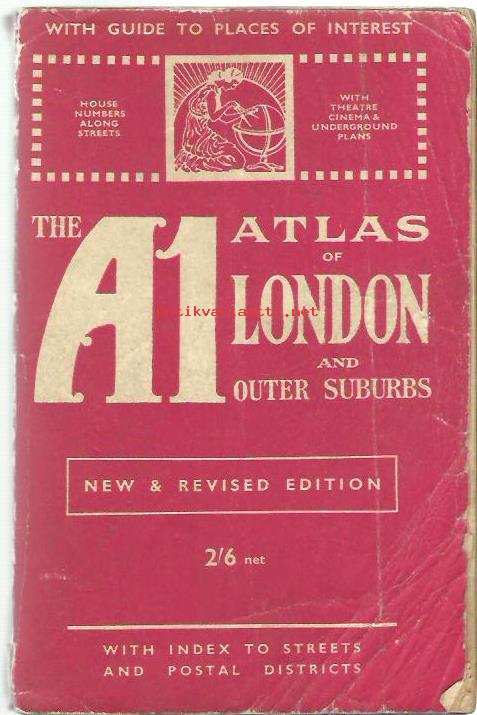 WITH GUIDE TO PLACES OF INTEREST
HOUSE
NUMBERS
ALONG
STREETS
WITH
THEATRE
CINEMA &
UNDERGROUND
PLANS
THE A1 ATLAS
OF
LONDON
AND
OUTER SUBURBS
NEW & REVISED EDITION
2/6 net
WITH INDEX TO STREETS
AND POSTAL DISTRICTS